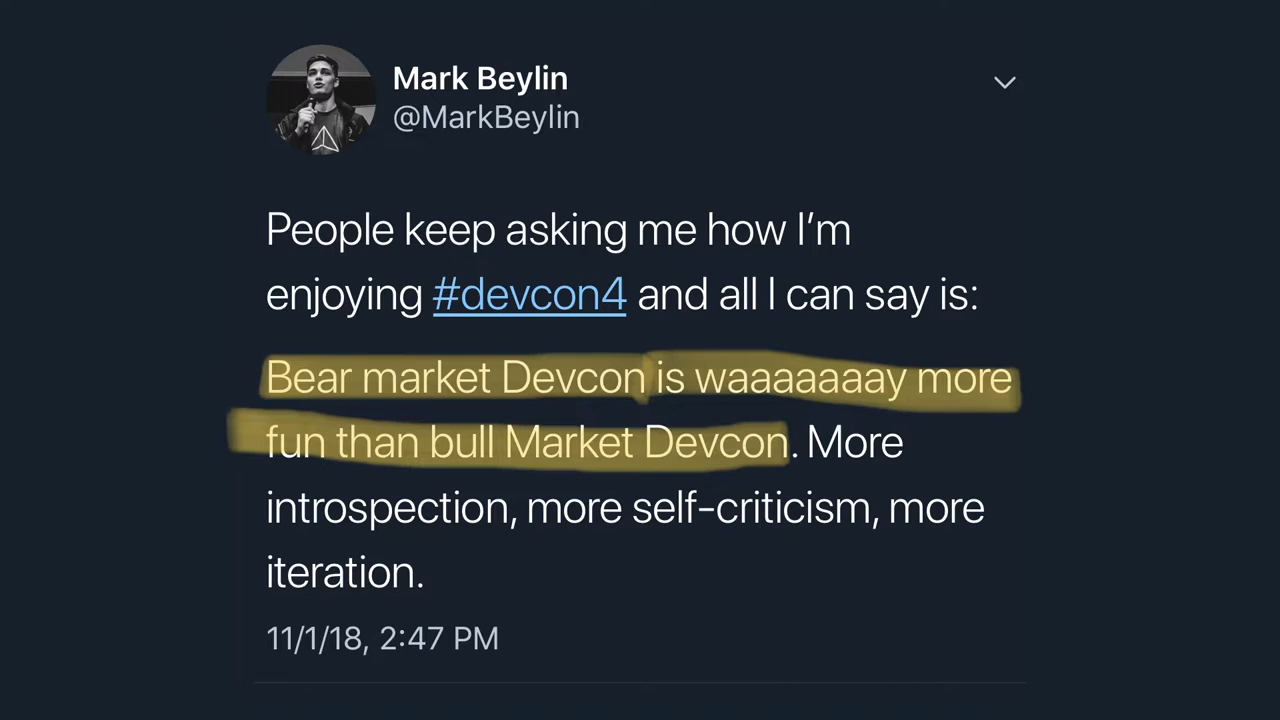 Mark Beylin
@MarkBeylin
People keep asking me how I’m
enjoying #devcon4 and all I can say is:
Bear market Devcon is waaaaaaay more
fun than bull Market Devcon. More
introspection, more self-criticism, more
iteration.
11/1/18, 2:47 PM